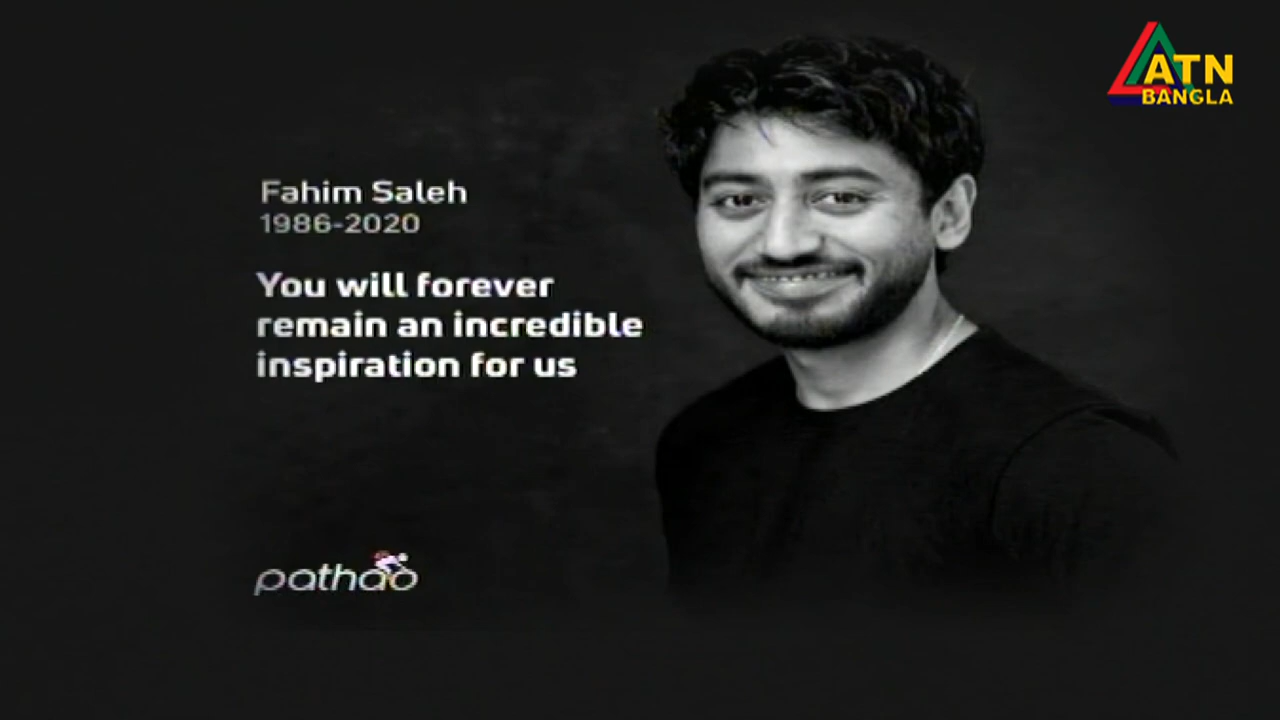 ATN
BANGLA
Fahim Saleh
1986-2020
You will forever
remain an incredible
inspiration for us
pathao